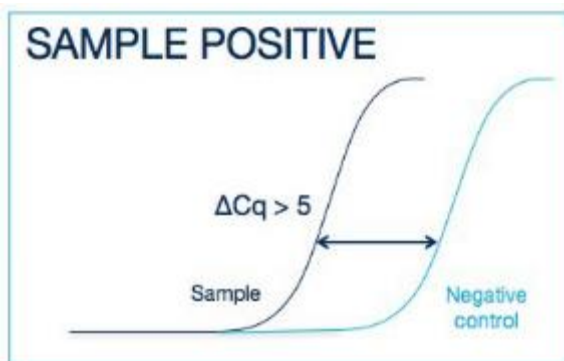 SAMPLE POSITIVE
ΔCq > 5
Sample
Negative
control